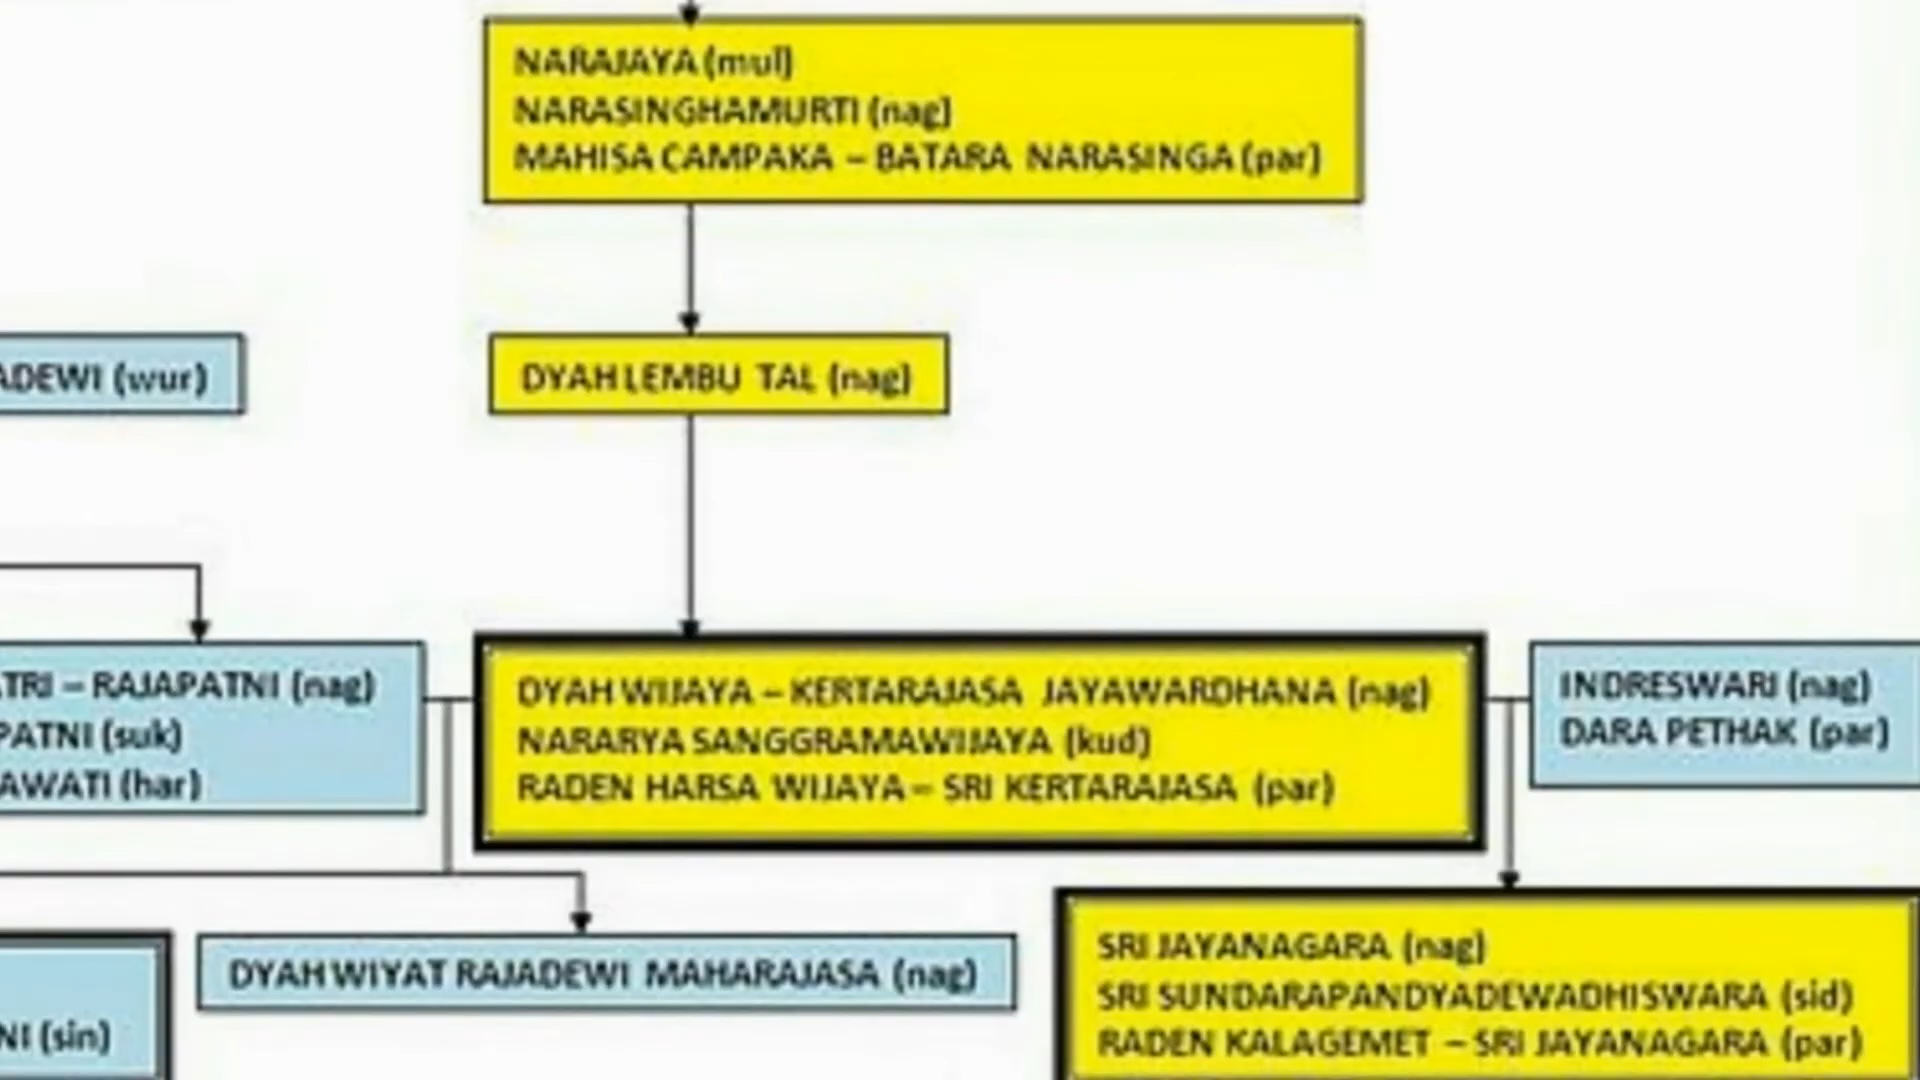 NARAJAYA (mul)
NARASINGHAMURTI (nag)
MAHISA CAMPAKA – BATARA NARASINGA (par)
ADEWI (wur)
DYAH LEMBU TAL (nag)
TRI – RAJAPATNI (nag)
PATNI (suk)
AWATI (har)
DYAH WIJAYA – KERTARAJASA JAYAWARDHANA (nag)
NARARYA SANGGRAMAWIJAYA (kud)
RADEN HARSA WIJAYA – SRI KERTARAJASA (par)
INDRESWARI (nag)
DARA PETHAK (par)
NI (sin)
DYAH WIYAT RAJADEWI MAHARAJASA (nag)
SRI JAYANAGARA (nag)
SRI SUNDARAPANDYADEWADHISWARA (sid)
RADEN KALAGEMET – SRI JAYANAGARA (par)